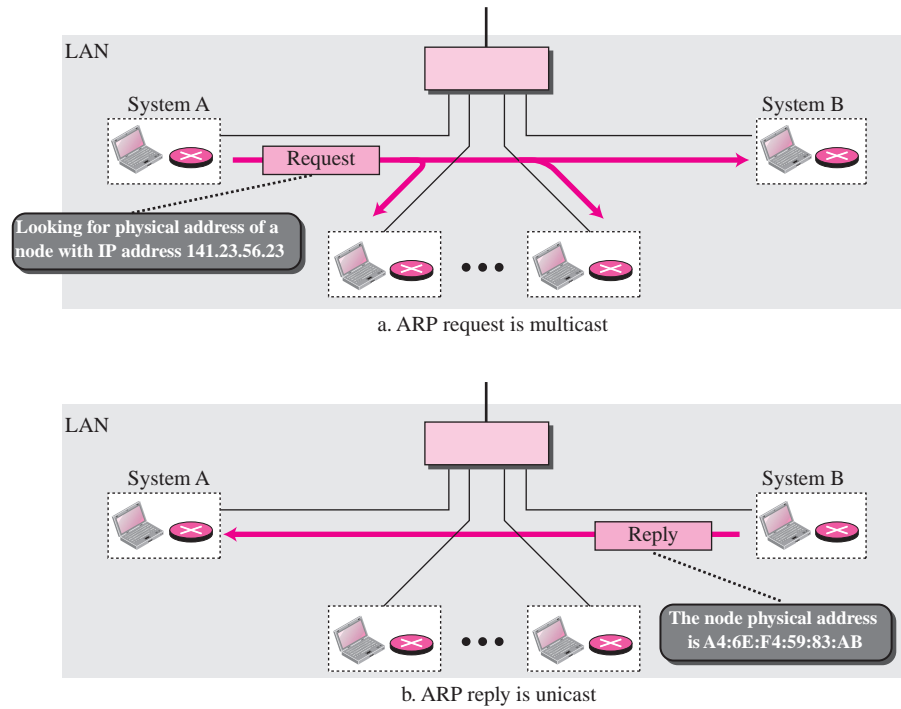 LAN
System A
System B
Request
Looking for physical address of a
node with IP address 141.23.56.23
a. ARP request is multicast
LAN
System A
System B
Reply
The node physical address
is A4:6E:F4:59:83:AB
b. ARP reply is unicast